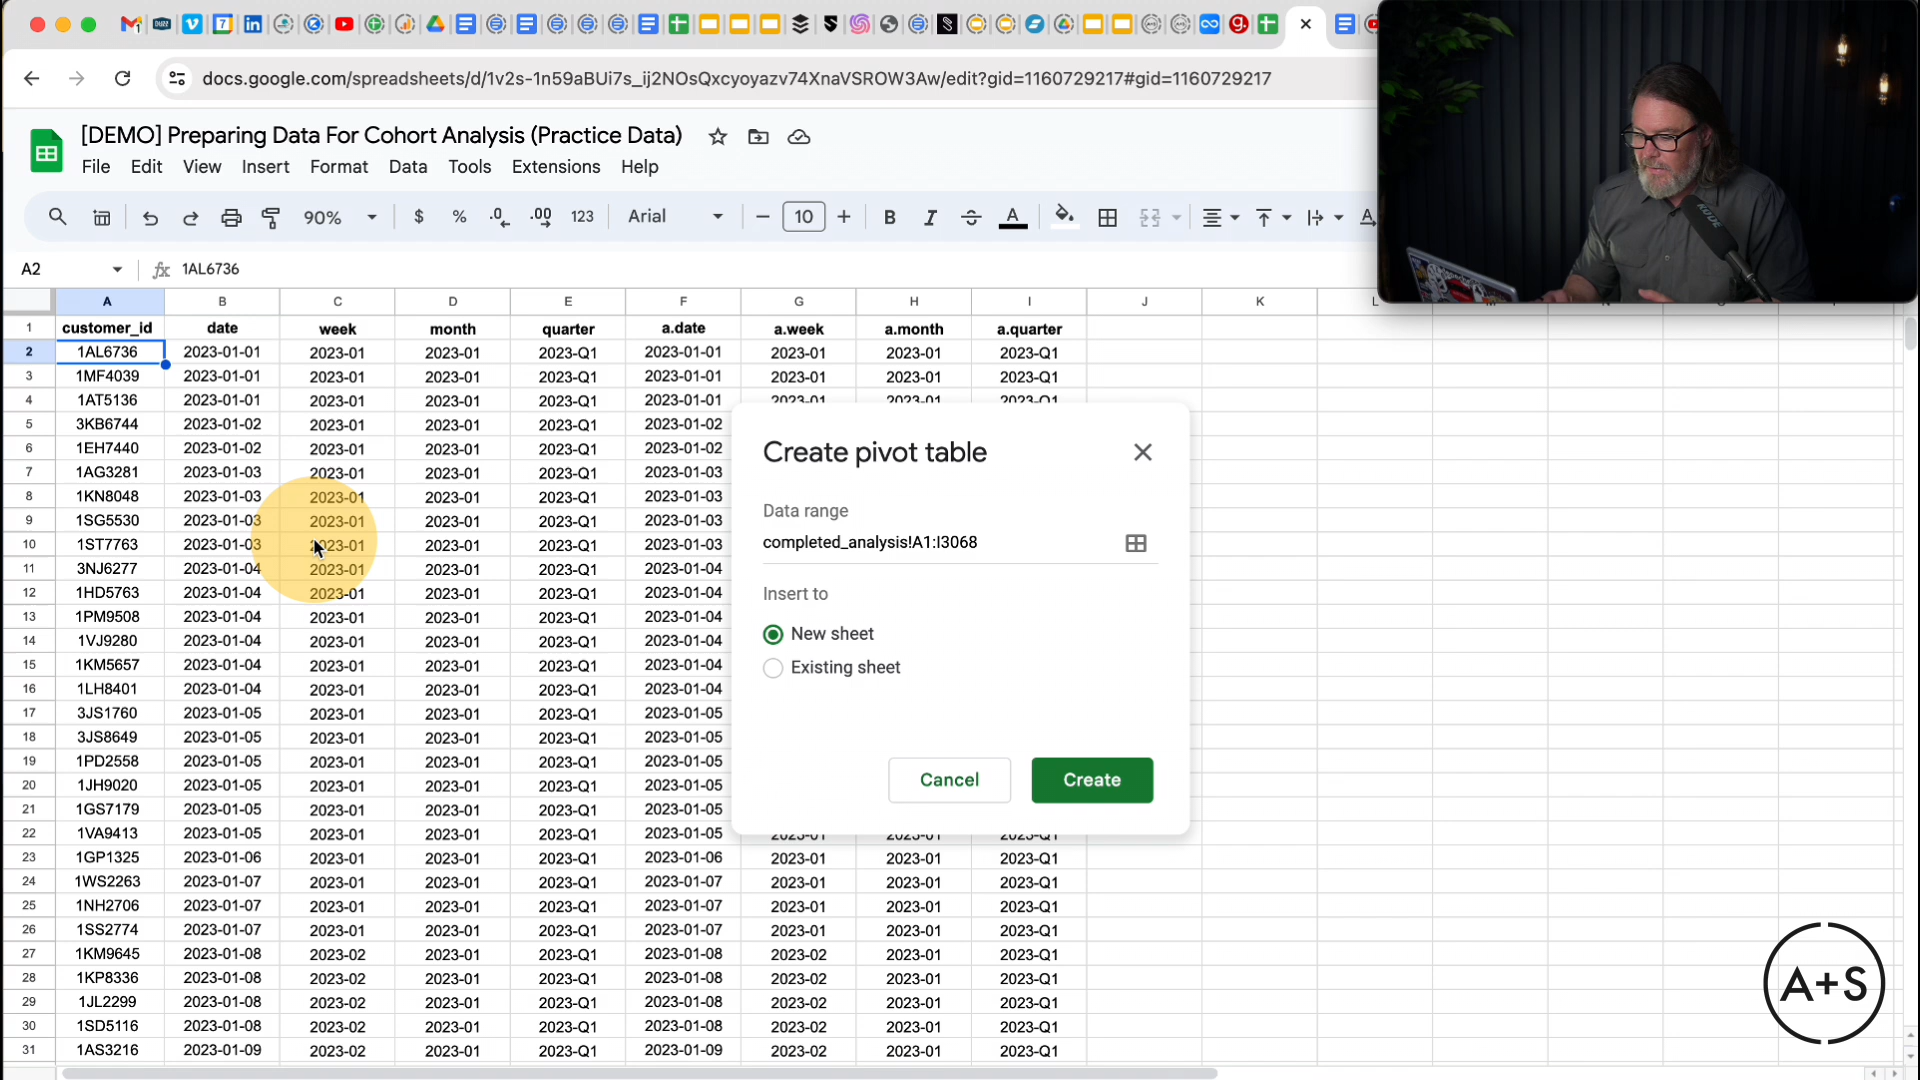 docs.google.com/spreadsheets/d/1v2s-1n59aBUi7s_ij2NOsQxcyoyazv74XnaVSROW3Aw/edit?gid=1160729217#gid=1160729217
[DEMO] Preparing Data For Cohort Analysis (Practice Data)
File Edit View Insert Format Data Tools Extensions Help
90% $ % .0 .00 123 Arial 10 B I S A
A2 fx 1AL6736
A B C D E F G H I J K L
1 customer_id date week month quarter a.date a.week a.month a.quarter
2 1AL6736 2023-01-01 2023-01 2023-01 2023-Q1 2023-01-01 2023-01 2023-01 2023-Q1
3 1MF4039 2023-01-01 2023-01 2023-01 2023-Q1 2023-01-01 2023-01 2023-01 2023-Q1
4 1AT5136 2023-01-01 2023-01 2023-01 2023-Q1 2023-01-01 2023-01 2023-01 2023-Q1
5 3KB6744 2023-01-02 2023-01 2023-01 2023-Q1 2023-01-02
6 1EH7440 2023-01-02 2023-01 2023-01 2023-Q1 2023-01-02
7 1AG3281 2023-01-03 2023-01 2023-01 2023-Q1 2023-01-03
8 1KN8048 2023-01-03 2023-01 2023-01 2023-Q1 2023-01-03
9 1SG5530 2023-01-03 2023-01 2023-01 2023-Q1 2023-01-03
10 1ST7763 2023-01-03 2023-01 2023-01 2023-Q1 2023-01-03
11 3NJ6277 2023-01-04 2023-01 2023-01 2023-Q1 2023-01-04
12 1HD5763 2023-01-04 2023-01 2023-01 2023-Q1 2023-01-04
13 1PM9508 2023-01-04 2023-01 2023-01 2023-Q1 2023-01-04
14 1VJ9280 2023-01-04 2023-01 2023-01 2023-Q1 2023-01-04
15 1KM5657 2023-01-04 2023-01 2023-01 2023-Q1 2023-01-04
16 1LH8401 2023-01-04 2023-01 2023-01 2023-Q1 2023-01-04
17 3JS1760 2023-01-05 2023-01 2023-01 2023-Q1 2023-01-05
18 3JS8649 2023-01-05 2023-01 2023-01 2023-Q1 2023-01-05
19 1PD2558 2023-01-05 2023-01 2023-01 2023-Q1 2023-01-05
20 1JH9020 2023-01-05 2023-01 2023-01 2023-Q1 2023-01-05
21 1GS7179 2023-01-05 2023-01 2023-01 2023-Q1 2023-01-05
22 1VA9413 2023-01-05 2023-01 2023-01 2023-Q1 2023-01-05 2023-01 2023-01 2023-Q1
23 1GP1325 2023-01-06 2023-01 2023-01 2023-Q1 2023-01-06 2023-01 2023-01 2023-Q1
24 1WS2263 2023-01-07 2023-01 2023-01 2023-Q1 2023-01-07 2023-01 2023-01 2023-Q1
25 1NH2706 2023-01-07 2023-01 2023-01 2023-Q1 2023-01-07 2023-01 2023-01 2023-Q1
26 1SS2774 2023-01-07 2023-01 2023-01 2023-Q1 2023-01-07 2023-01 2023-01 2023-Q1
27 1KM9645 2023-01-08 2023-02 2023-01 2023-Q1 2023-01-08 2023-02 2023-01 2023-Q1
28 1KP8336 2023-01-08 2023-02 2023-01 2023-Q1 2023-01-08 2023-02 2023-01 2023-Q1
29 1JL2299 2023-01-08 2023-02 2023-01 2023-Q1 2023-01-08 2023-02 2023-01 2023-Q1
30 1SD5116 2023-01-08 2023-02 2023-01 2023-Q1 2023-01-08 2023-02 2023-01 2023-Q1
31 1AS3216 2023-01-09 2023-02 2023-01 2023-Q1 2023-01-09 2023-02 2023-01 2023-Q1
Create pivot table
Data range
completed_analysis!A1:I3068
Insert to
New sheet
Existing sheet
Cancel Create
RODE
A+S